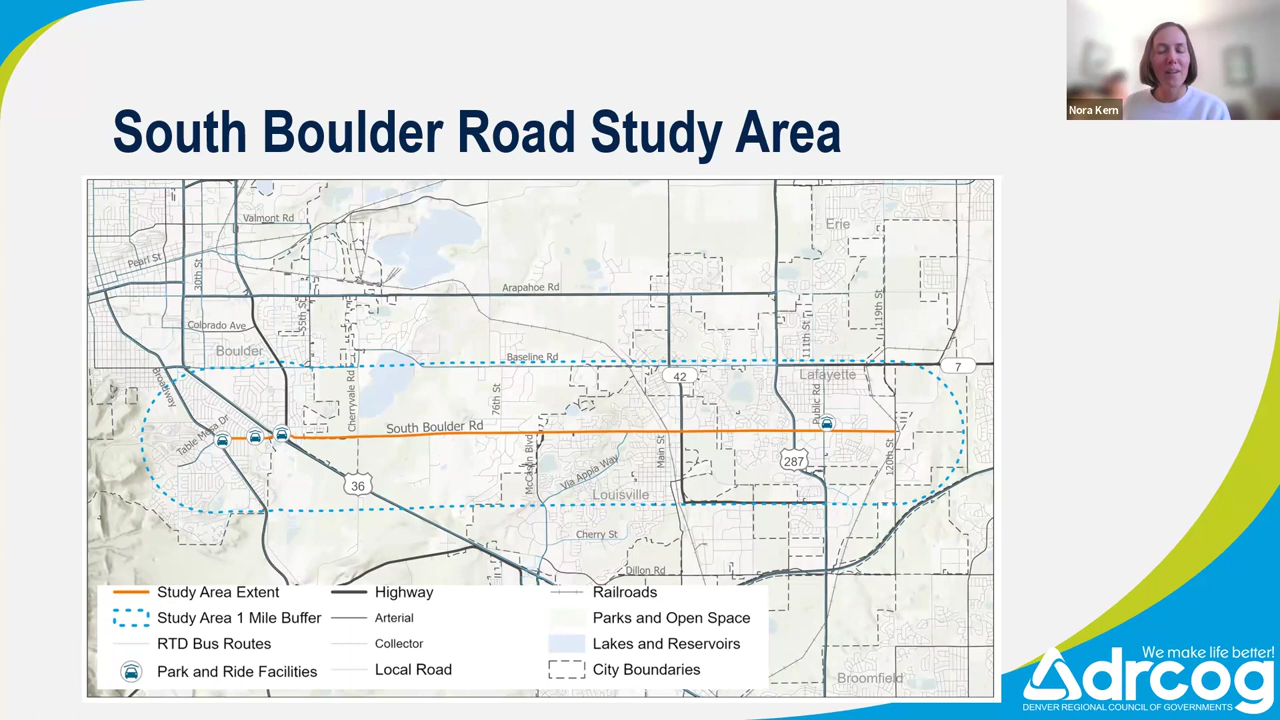 Nora Kern
South Boulder Road Study Area
Valmont Rd
Erie
Pearl St
30th St
Arapahoe Rd
55th St
119th St
Colorado Ave
111th St
Boulder
Baseline Rd
7
Broadway
42
Lafayette
Cherryvale Rd
76th St
Public Rd
Table Mesa Dr
South Boulder Rd
McCaslin Blvd
Main St
120th St
287
Via Appia Way
36
Louisville
Cherry St
Dillon Rd
Study Area Extent
Highway
Railroads
Study Area 1 Mile Buffer
Arterial
Parks and Open Space
RTD Bus Routes
Collector
Lakes and Reservoirs
Park and Ride Facilities
Local Road
City Boundaries
Broomfield
We make life better!
drcog
DENVER REGIONAL COUNCIL OF GOVERNMENTS